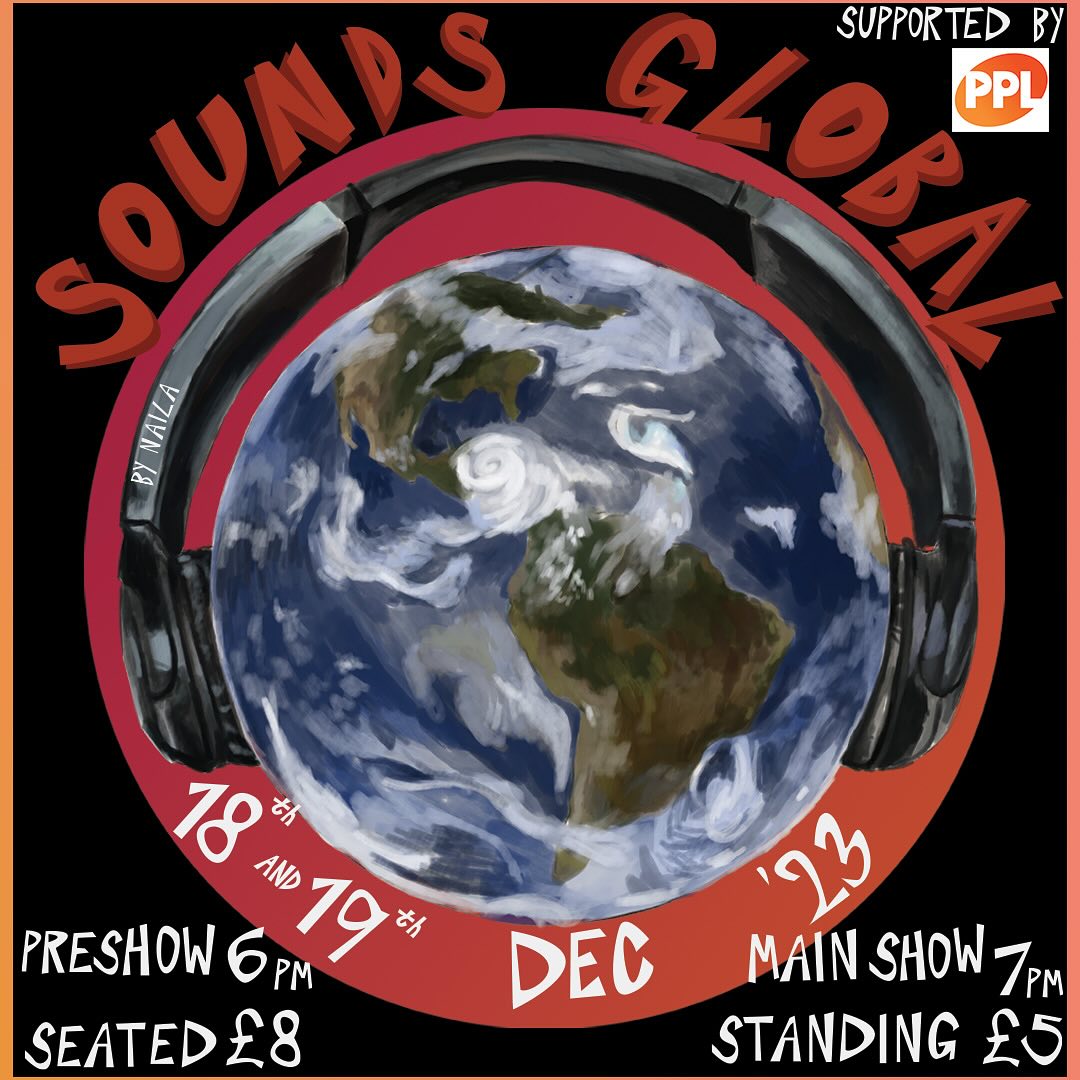 SUPPORTED BY
PPL
SOUNDS GLOBAL
BY NAILA
18th AND 19th DEC '23
PRESHOW 6PM
SEATED £8
MAIN SHOW 7PM
STANDING £5